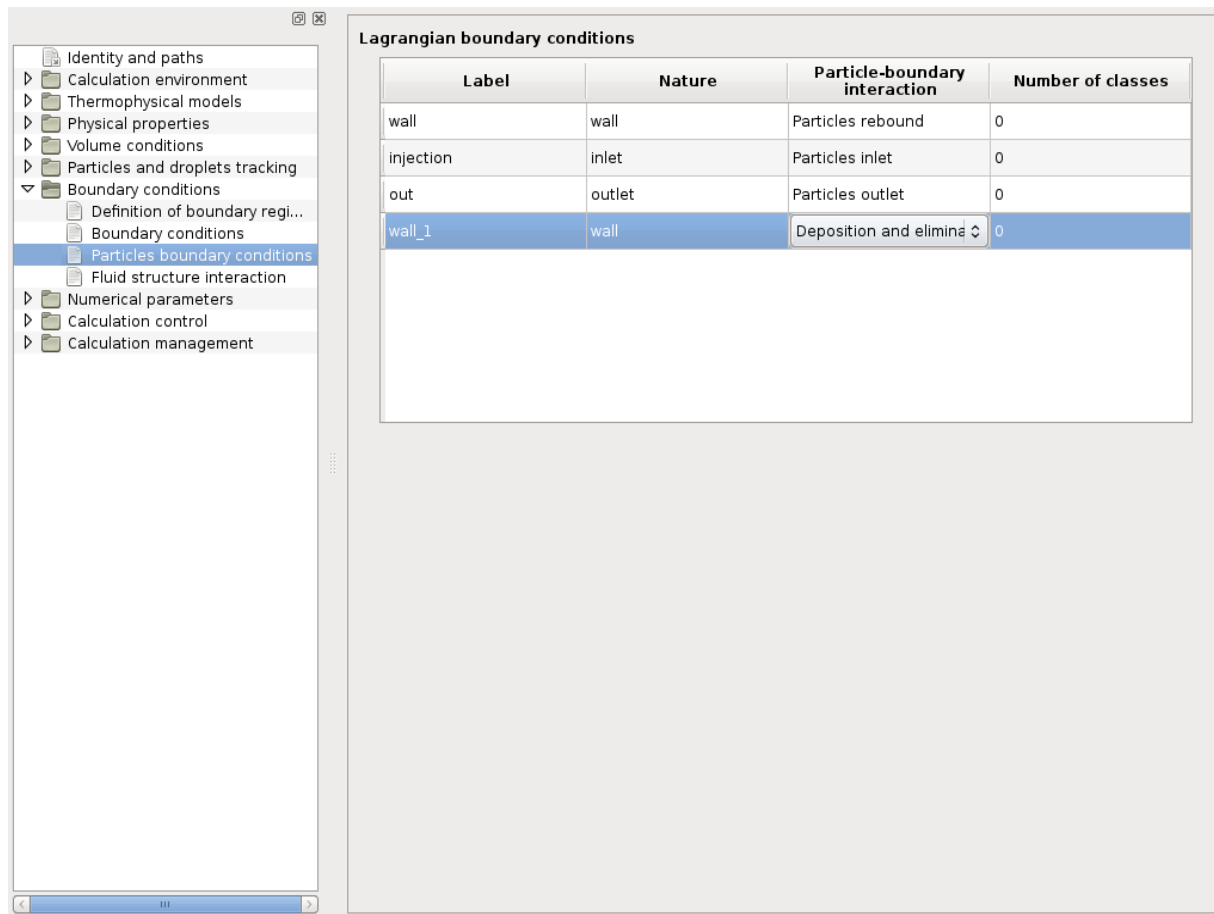 Identity and paths
Calculation environment
Thermophysical models
Physical properties
Volume conditions
Particles and droplets tracking
Boundary conditions
Definition of boundary regi...
Boundary conditions
Particles boundary conditions
Fluid structure interaction
Numerical parameters
Calculation control
Calculation management
Lagrangian boundary conditions
Label Nature Particle-boundary interaction Number of classes
wall wall Particles rebound 0
injection inlet Particles inlet 0
out outlet Particles outlet 0
wall_1 wall Deposition and elimina 0